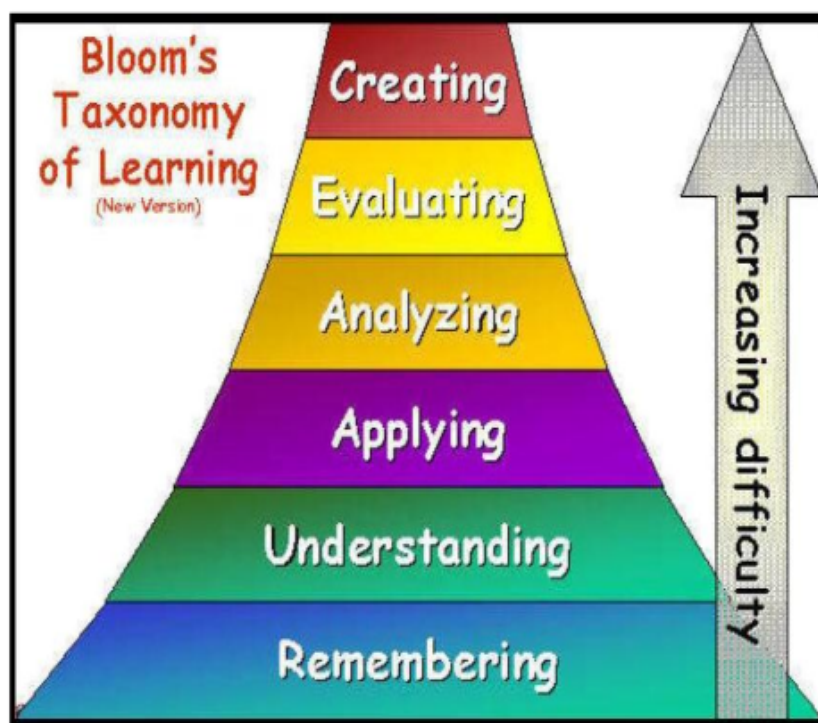 Bloom's
Taxonomy
of Learning
(New Version)
Creating
Evaluating
Analyzing
Applying
Understanding
Remembering
Increasing difficulty